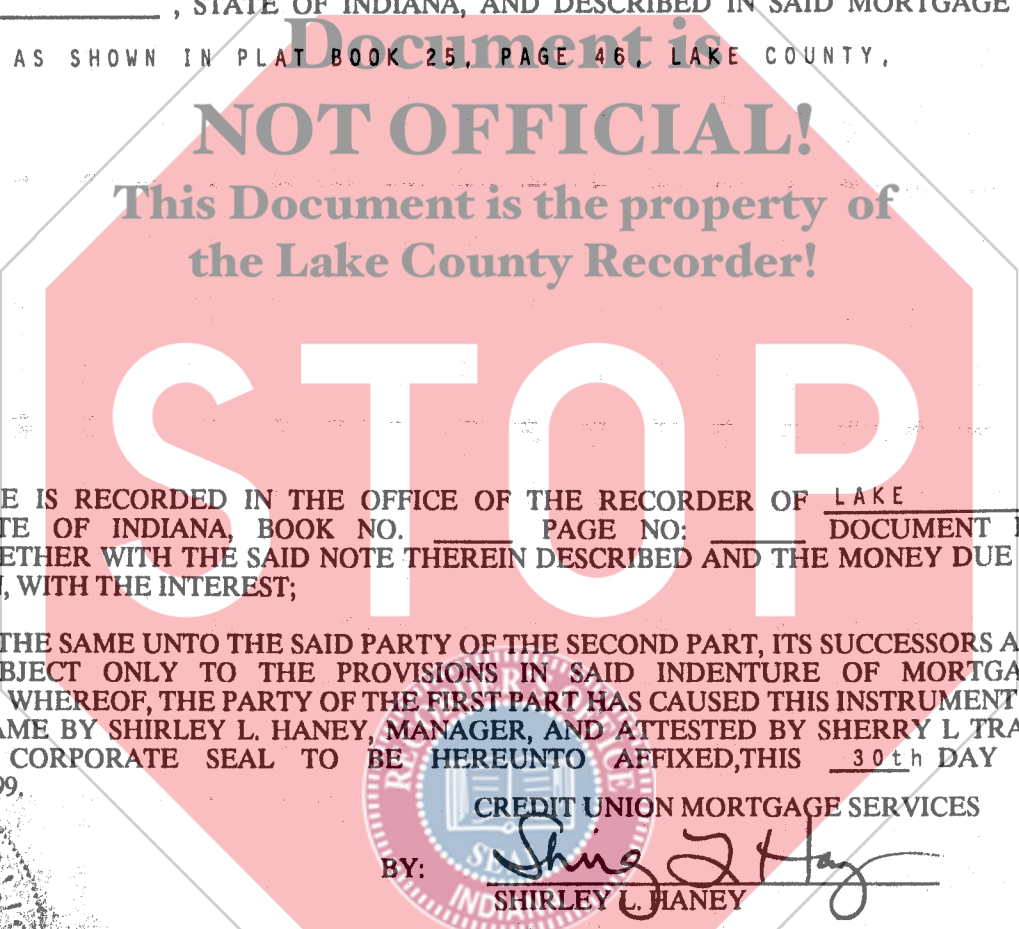 , STATE OF INDIANA, AND DESCRIBED IN SAID MORTGAGE
Document is
AS SHOWN IN PLAT BOOK 25, PAGE 46, LAKE COUNTY,
NOT OFFICIAL!
This Document is the property of
the Lake County Recorder!
STOP
E IS RECORDED IN THE OFFICE OF THE RECORDER OF LAKE
TE OF INDIANA, BOOK NO. PAGE NO: DOCUMENT
ETHER WITH THE SAID NOTE THEREIN DESCRIBED AND THE MONEY DUE
, WITH THE INTEREST;
THE SAME UNTO THE SAID PARTY OF THE SECOND PART, ITS SUCCESSORS A
BJECT ONLY TO THE PROVISIONS IN SAID INDENTURE OF MORTGA
WHEREOF, THE PARTY OF THE FIRST PART HAS CAUSED THIS INSTRUMENT
AME BY SHIRLEY L. HANEY, MANAGER, AND ATTESTED BY SHERRY L TRA
CORPORATE SEAL TO BE HEREUNTO AFFIXED,THIS 30th DAY
99.
CREDIT UNION MORTGAGE SERVICES
BY:
SHIRLEY L. HANEY
RECORDER'S OFFICE
SEAL
INDIANA